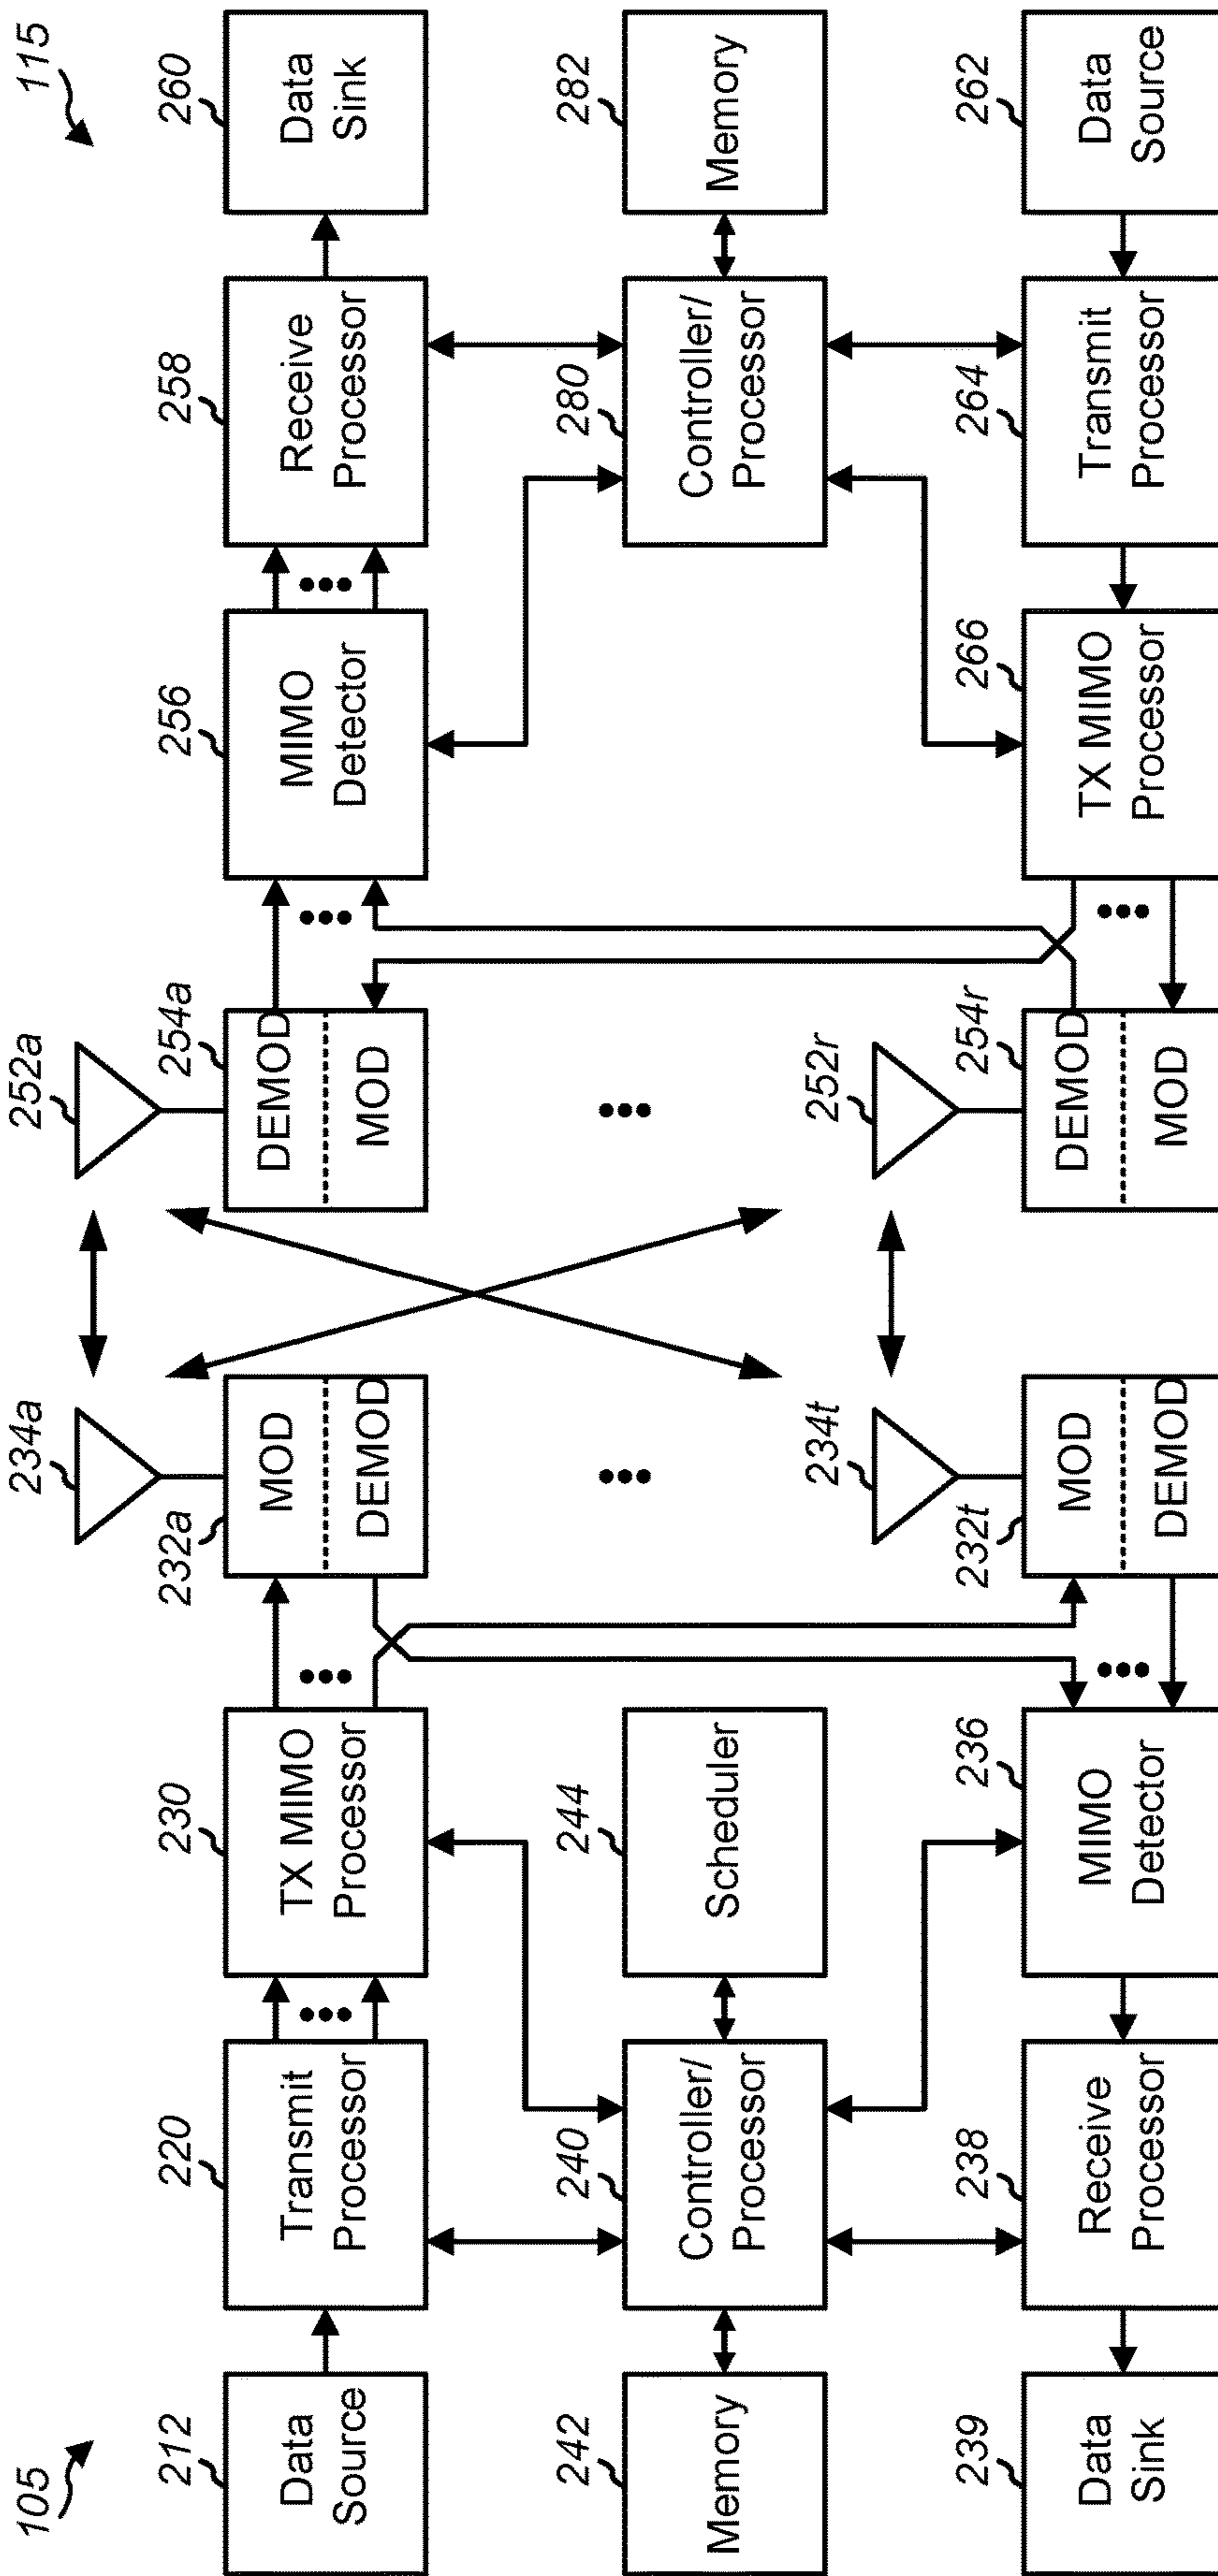 105
115
212
220
230
232a
234a
252a
254a
256
258
260
Data
Source
Transmit
Processor
TX MIMO
Processor
MOD
DEMOD
DEMOD
MOD
MIMO
Detector
Receive
Processor
Data
Sink
242
240
244
280
282
Memory
Controller/
Processor
Scheduler
Controller/
Processor
Memory
239
238
236
232t
234t
252r
254r
266
264
262
Data
Sink
Receive
Processor
MIMO
Detector
MOD
DEMOD
DEMOD
MOD
TX MIMO
Processor
Transmit
Processor
Data
Source